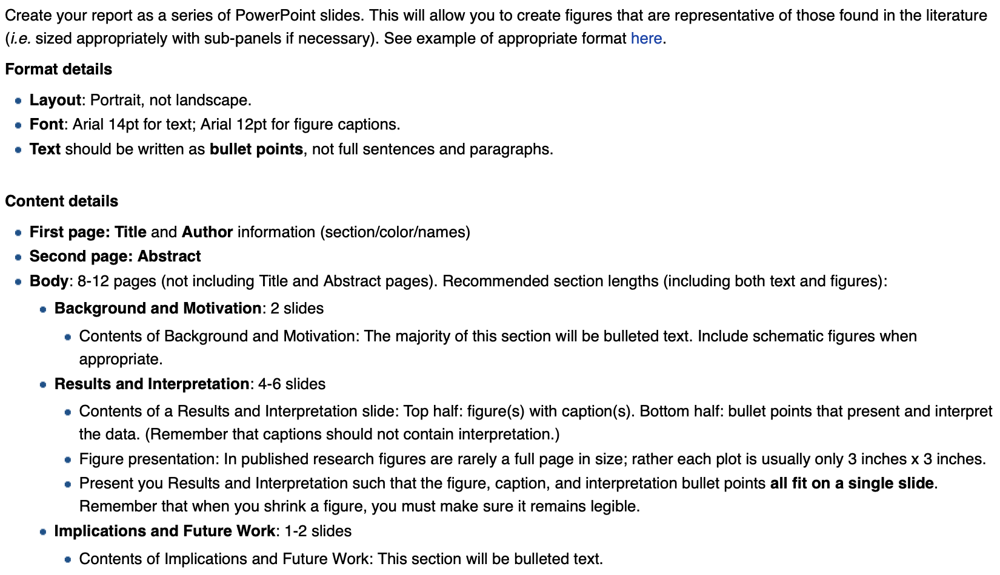 Create your report as a series of PowerPoint slides. This will allow you to create figures that are representative of those found in the literature
(i.e. sized appropriately with sub-panels if necessary). See example of appropriate format here.
Format details
• Layout: Portrait, not landscape.
• Font: Arial 14pt for text; Arial 12pt for figure captions.
• Text should be written as bullet points, not full sentences and paragraphs.
Content details
• First page: Title and Author information (section/color/names)
• Second page: Abstract
• Body: 8-12 pages (not including Title and Abstract pages). Recommended section lengths (including both text and figures):
• Background and Motivation: 2 slides
• Contents of Background and Motivation: The majority of this section will be bulleted text. Include schematic figures when
appropriate.
• Results and Interpretation: 4-6 slides
• Contents of a Results and Interpretation slide: Top half: figure(s) with caption(s). Bottom half: bullet points that present and interpret
the data. (Remember that captions should not contain interpretation.)
• Figure presentation: In published research figures are rarely a full page in size; rather each plot is usually only 3 inches x 3 inches.
• Present you Results and Interpretation such that the figure, caption, and interpretation bullet points all fit on a single slide.
Remember that when you shrink a figure, you must make sure it remains legible.
• Implications and Future Work: 1-2 slides
• Contents of Implications and Future Work: This section will be bulleted text.